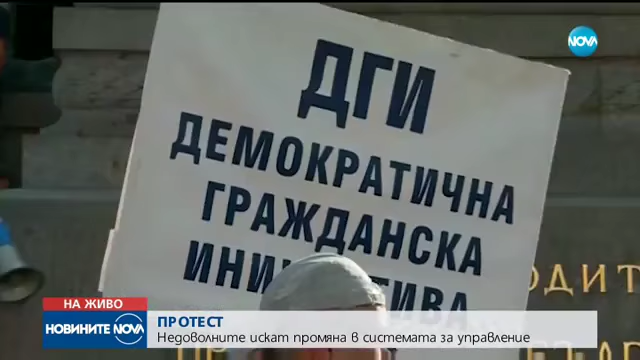 NOVA
ДГИ
ДЕМОКРАТИЧНА
ГРАЖДАНСКА
НА ЖИВО
НОВИНИТЕ NOVA
ПРОТЕСТ
Недоволните искат промяна в системата за управление